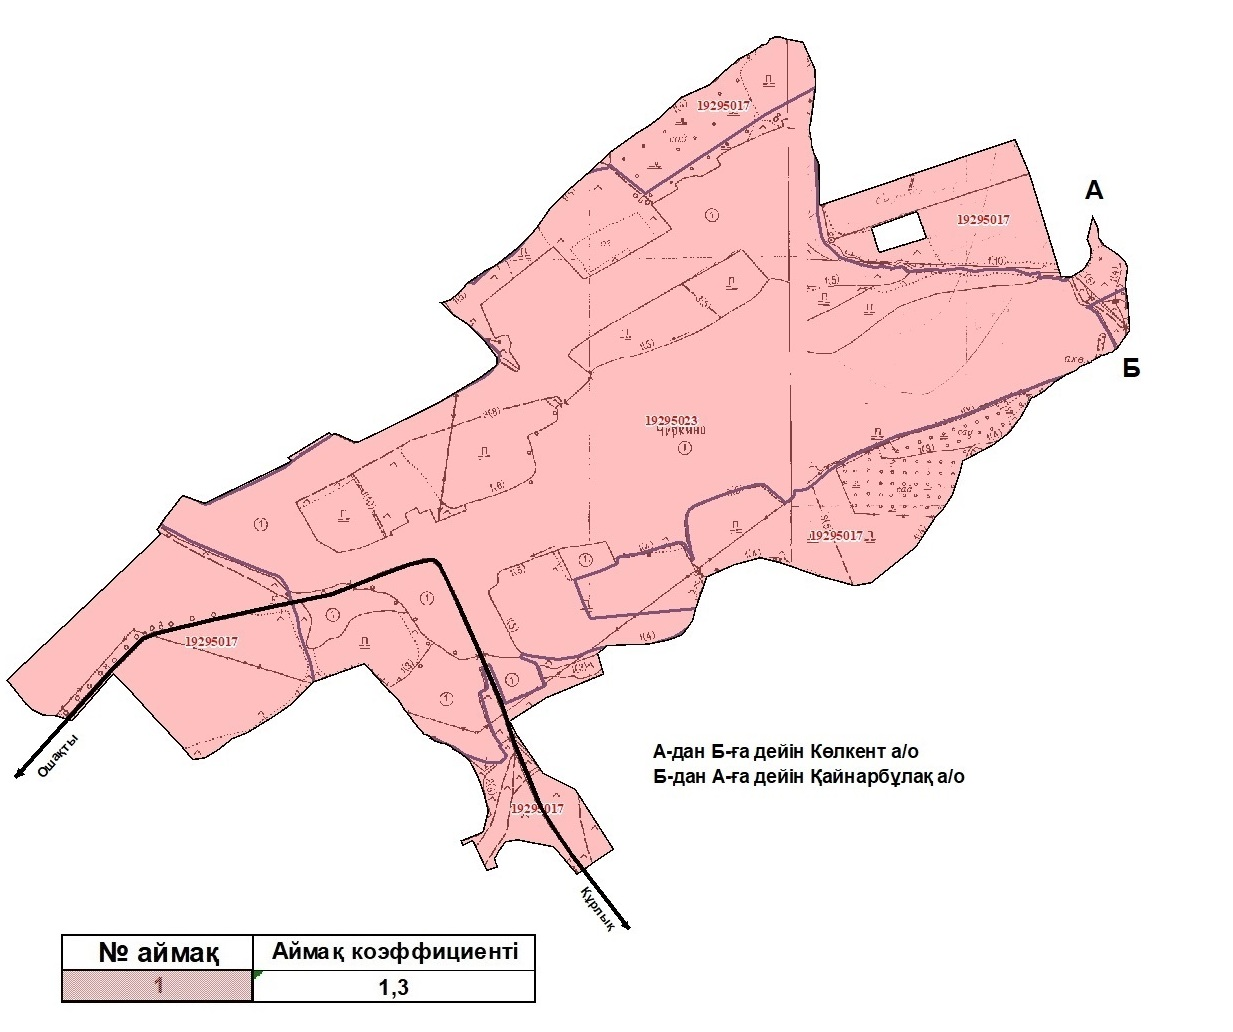 19295017
А
19295017
Б
19295023
Чуркино
19295017
19295017
19295017
Ошақты
Құрлық
А-дан Б-ға дейін Көлкент а/о
Б-дан А-ға дейін Қайнарбұлақ а/о
№ аймақ Аймақ коэффициенті
1 1,3